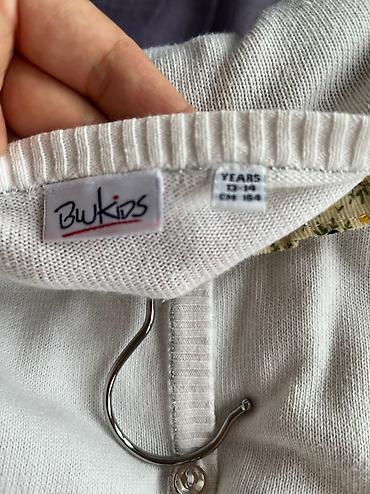 BLUKIDS
YEARS
13-14
CM 164